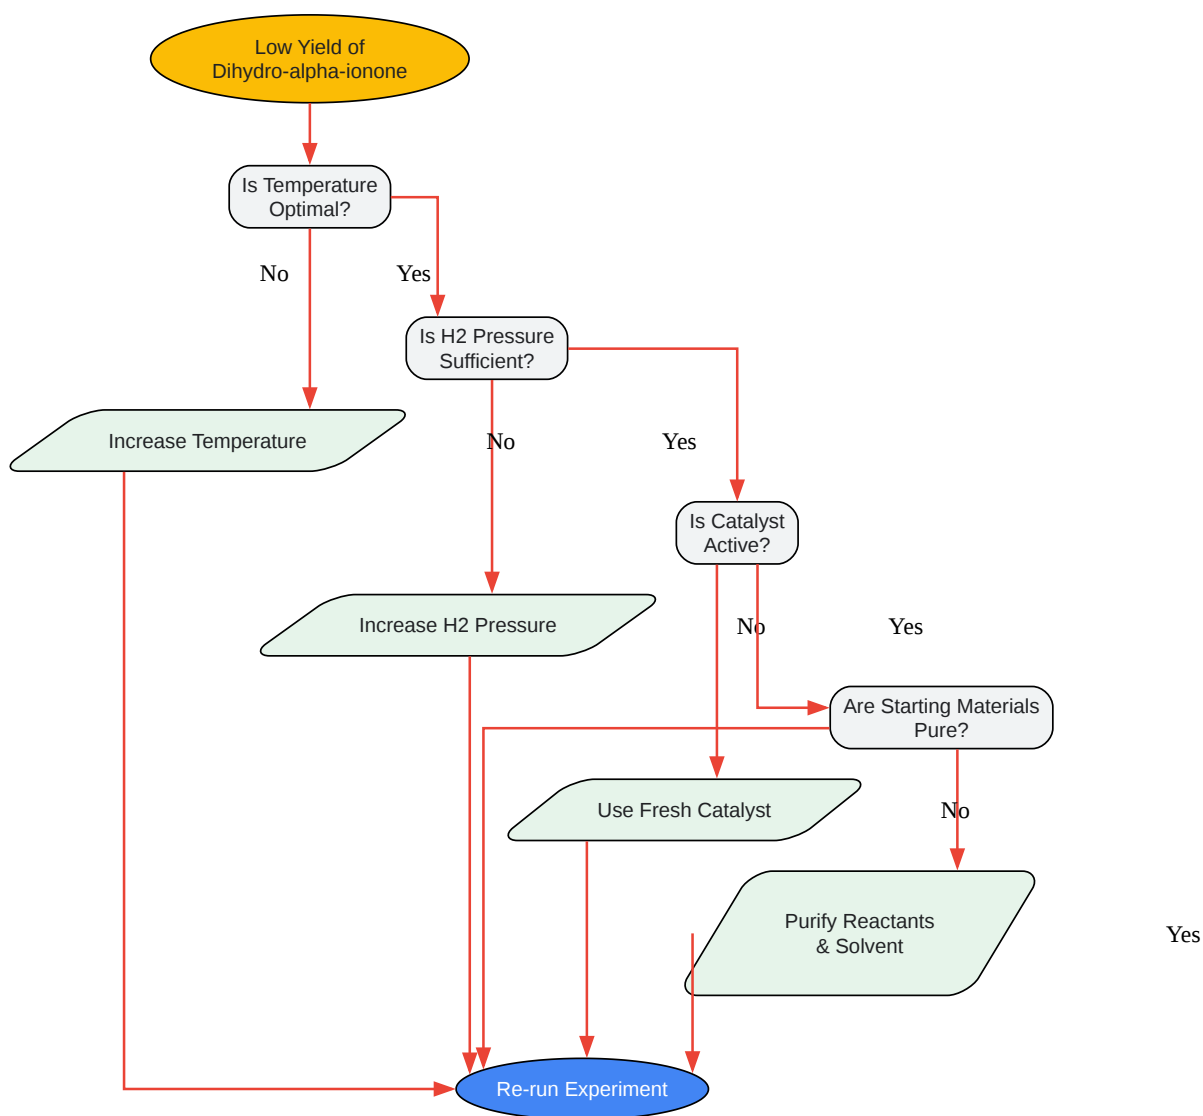 Low Yield of
Dihydro-alpha-ionone
Is Temperature
Optimal?
No
Yes
Is H2 Pressure
Sufficient?
Increase Temperature
No
Yes
Is Catalyst
Active?
Increase H2 Pressure
No
Yes
Are Starting Materials
Pure?
Use Fresh Catalyst
No
Purify Reactants
& Solvent
Yes
Re-run Experiment